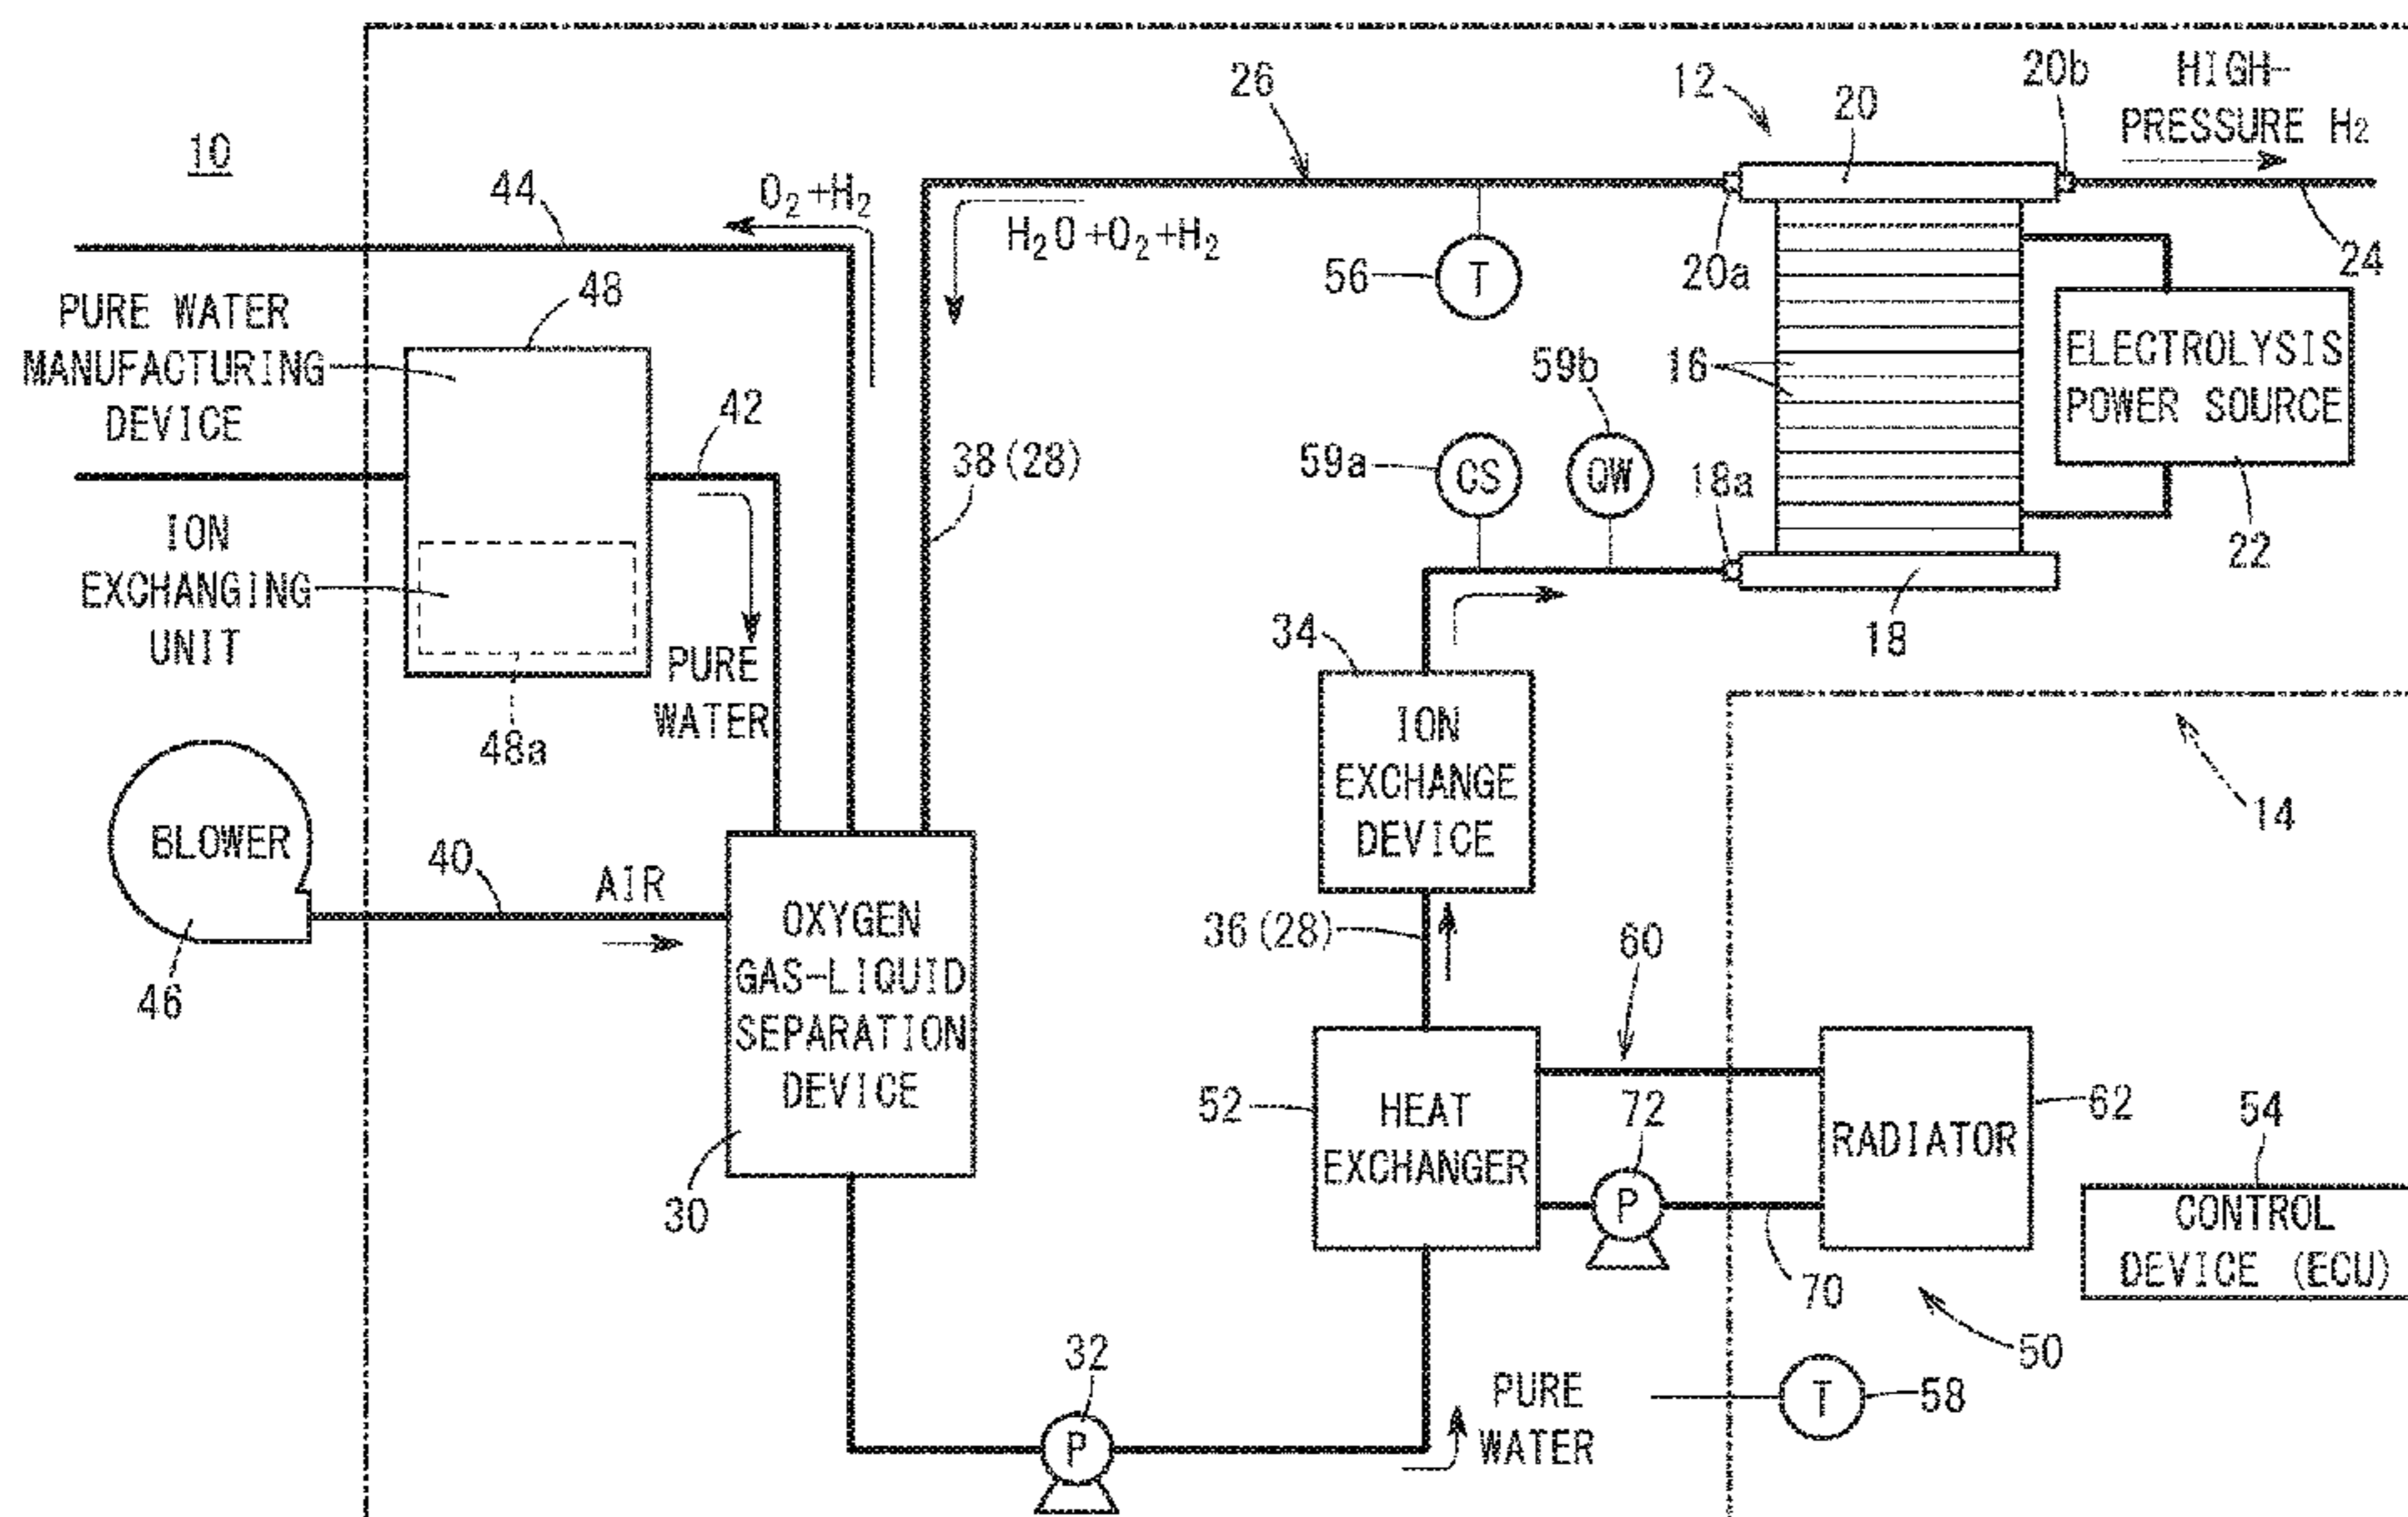 10
26
12
20
20b
HIGH-
PRESSURE H2
44
O2+H2
H2O+O2+H2
56
T
20a
24
PURE WATER
MANUFACTURING
DEVICE
48
42
38(28)
59a
CS
59b
QW
16
18a
ELECTROLYSIS
POWER SOURCE
22
ION
EXCHANGING
UNIT
48a
PURE
WATER
34
18
ION
EXCHANGE
DEVICE
14
BLOWER
46
40
AIR
OXYGEN
GAS-LIQUID
SEPARATION
DEVICE
30
36(28)
60
52
HEAT
EXCHANGER
72
P
RADIATOR
62
54
CONTROL
DEVICE (ECU)
70
50
32
P
PURE
WATER
T
58